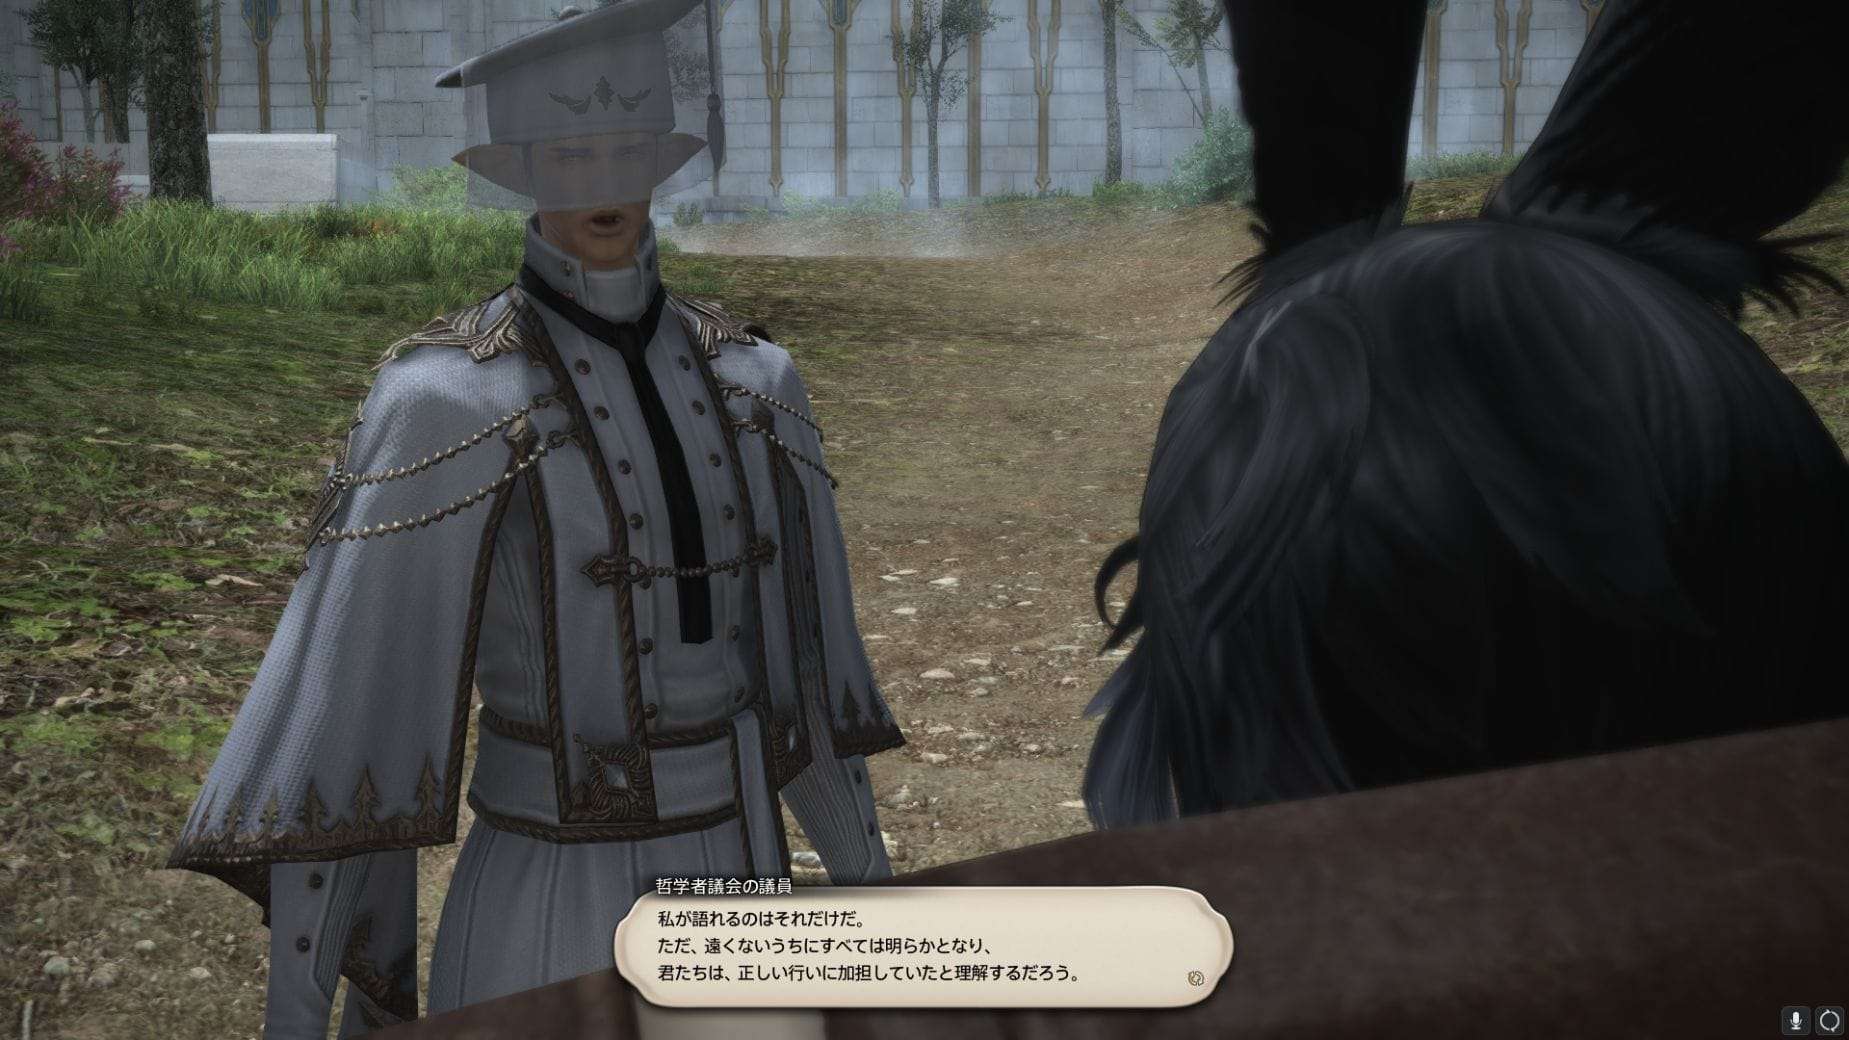 哲学者議会の議員
私が語れるのはそれだけだ。
ただ、遠くないうちにすべては明らかとなり、
君たちは、正しい行いに加担していたと理解するだろう。